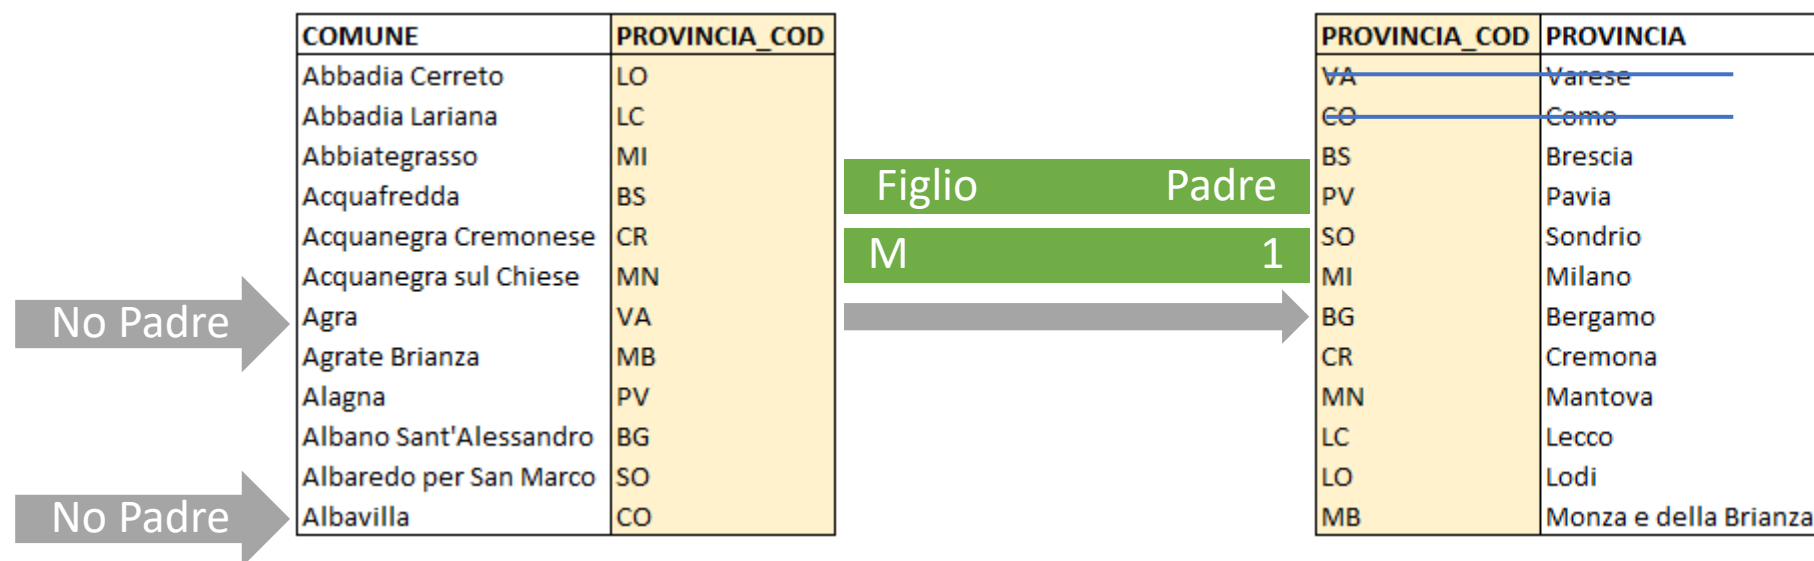 COMUNE PROVINCIA_COD
Abbadia Cerreto LO
Abbadia Lariana LC
Abbiategrasso MI
Acquafredda BS
Acquanegra Cremonese CR
Acquanegra sul Chiese MN
Agra VA
Agrate Brianza MB
Alagna PV
Albano Sant'Alessandro BG
Albaredo per San Marco SO
Albavilla CO
No Padre
No Padre
Figlio Padre
M 1
PROVINCIA_COD PROVINCIA
VA Varese
CO Como
BS Brescia
PV Pavia
SO Sondrio
MI Milano
BG Bergamo
CR Cremona
MN Mantova
LC Lecco
LO Lodi
MB Monza e della Brianza